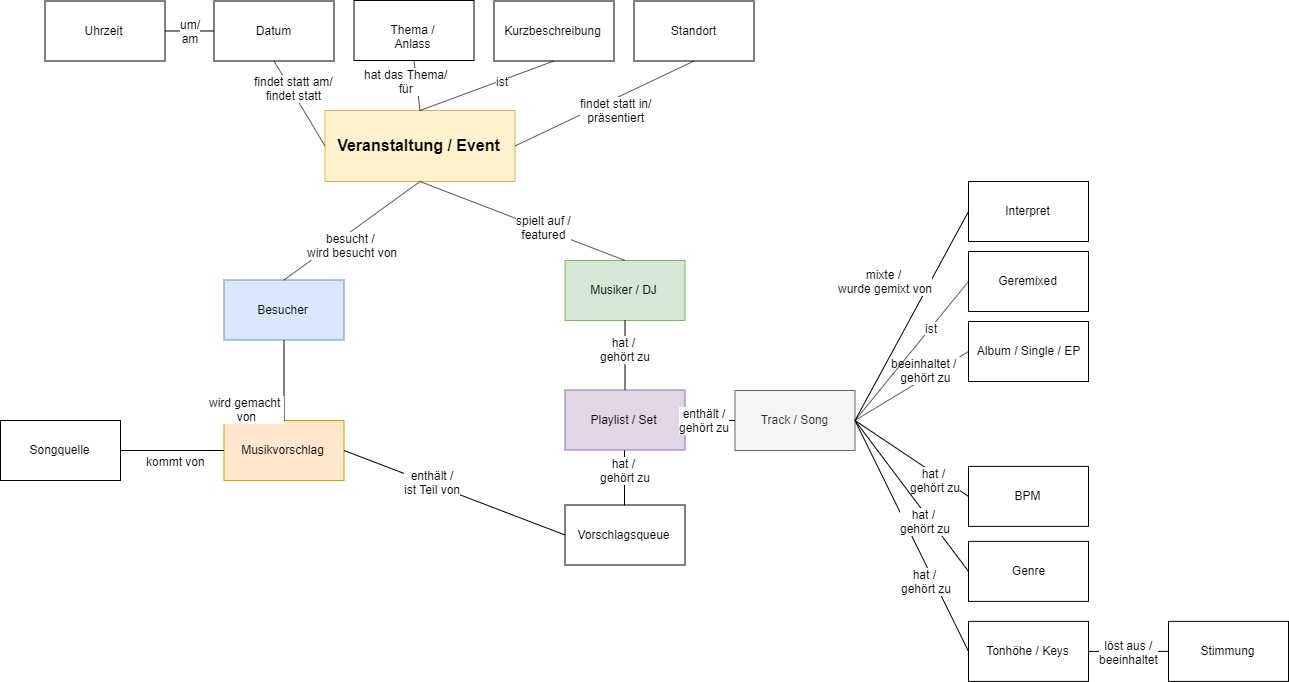 Uhrzeit
um/
am
Datum
Thema /
Anlass
Kurzbeschreibung
Standort
findet statt am/
findet statt
hat das Thema/
für
ist
findet statt in/
präsentiert
Veranstaltung / Event
besucht /
wird besucht von
spielt auf /
featured
Besucher
Musiker / DJ
hat /
gehört zu
wird gemacht
von
Songquelle
kommt von
Musikvorschlag
enthält /
ist Teil von
Playlist / Set
enthält /
gehört zu
Track / Song
hat /
gehört zu
Vorschlagsqueue
Interpret
mixte /
wurde gemixt von
Geremixed
ist
Album / Single / EP
beeinhaltet /
gehört zu
hat /
gehört zu
BPM
hat /
gehört zu
Genre
hat /
gehört zu
Tonhöhe / Keys
löst aus /
beeinhaltet
Stimmung